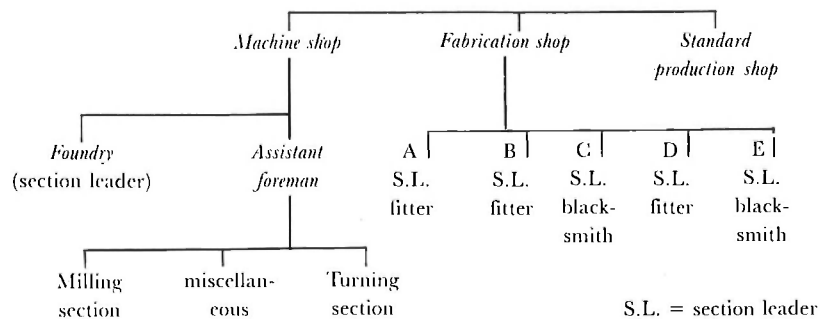 Machine shop
Fabrication shop
Standard
production shop
Foundry
(section leader)
Assistant
foreman
A
S.L.
fitter
B
S.L.
fitter
C
S.L.
black-
smith
D
S.L.
fitter
E
S.L.
black-
smith
Milling
section
miscellan-
eous
Turning
section
S.L. = section leader